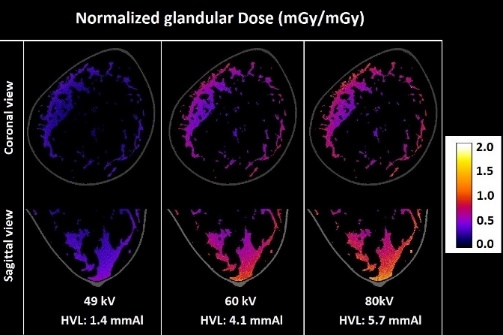 Normalized glandular Dose (mGy/mGy)
Coronal view
Sagittal view
2.0
1.5
1.0
0.5
0.0
49 kV
60 kV
80kV
HVL: 1.4 mmAl
HVL: 4.1 mmAl
HVL: 5.7 mmAl